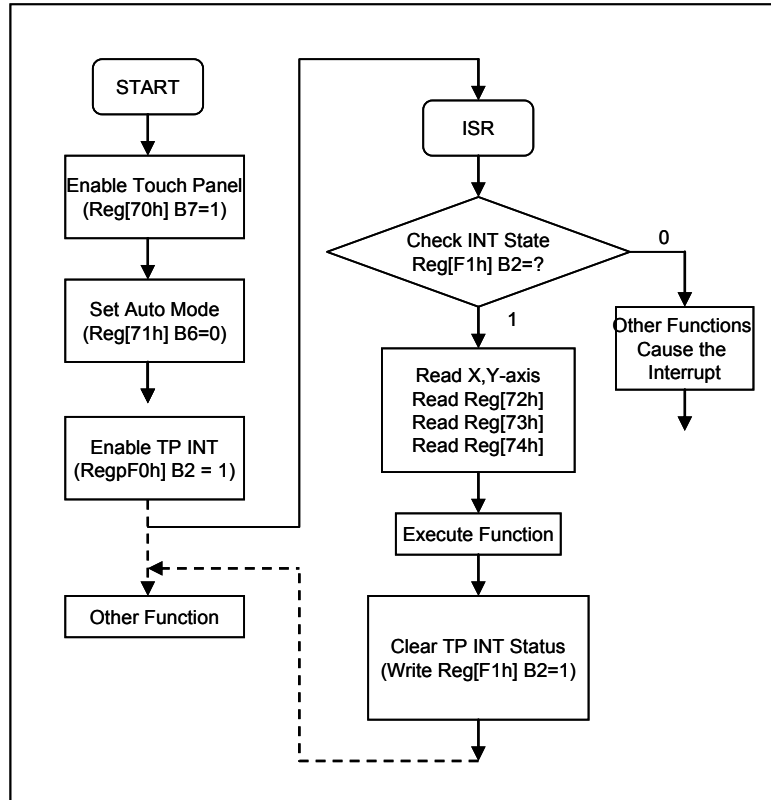 START
Enable Touch Panel
(Reg[70h] B7=1)
Set Auto Mode
(Reg[71h] B6=0)
Enable TP INT
(RegpF0h] B2 = 1)
Other Function
ISR
Check INT State
Reg[F1h] B2=?
0
1
Other Functions
Cause the
Interrupt
Read X,Y-axis
Read Reg[72h]
Read Reg[73h]
Read Reg[74h]
Execute Function
Clear TP INT Status
(Write Reg[F1h] B2=1)